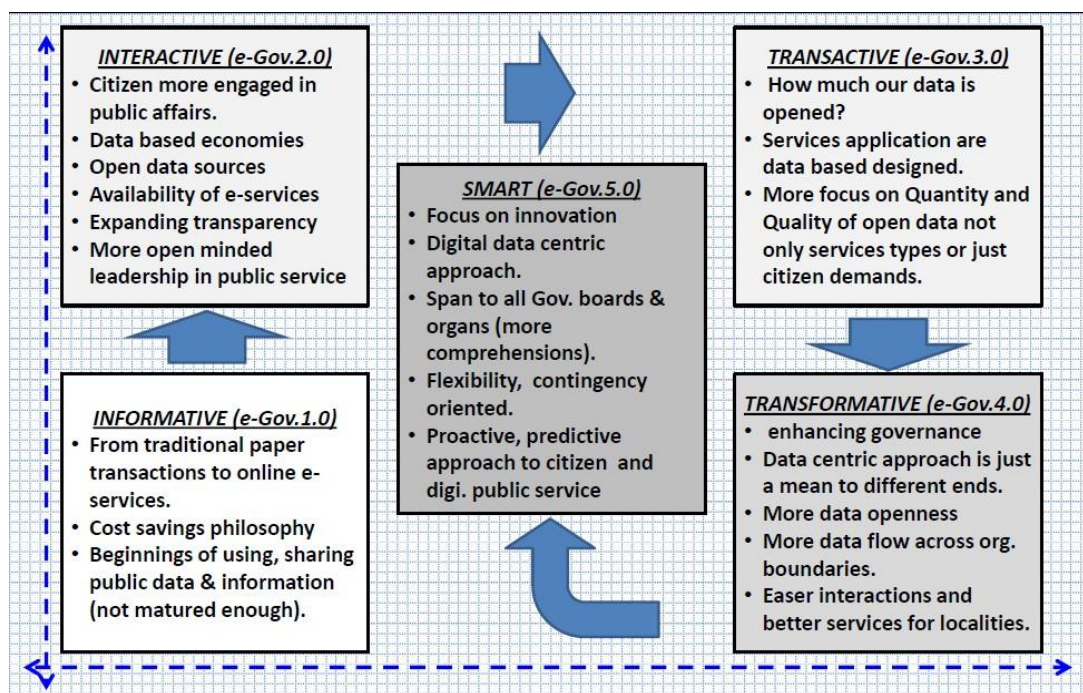 INTERACTIVE (e-Gov.2.0)
• Citizen more engaged in
public affairs.
• Data based economies
• Open data sources
• Availability of e-services
• Expanding transparency
• More open minded
leadership in public service
TRANSACTIVE (e-Gov.3.0)
• How much our data is
opened?
• Services application are
data based designed.
• More focus on Quantity and
Quality of open data not
only services types or just
citizen demands.
SMART (e-Gov.5.0)
• Focus on innovation
• Digital data centric
approach.
• Span to all Gov. boards &
organs (more
comprehensions).
• Flexibility, contingency
oriented.
• Proactive, predictive
approach to citizen and
digi. public service
INFORMATIVE (e-Gov.1.0)
• From traditional paper
transactions to online e-
services.
• Cost savings philosophy
• Beginnings of using, sharing
public data & information
(not matured enough).
TRANSFORMATIVE (e-Gov.4.0)
• enhancing governance
• Data centric approach is just
a mean to different ends.
• More data openness
• More data flow across org.
boundaries.
• Easer interactions and
better services for localities.